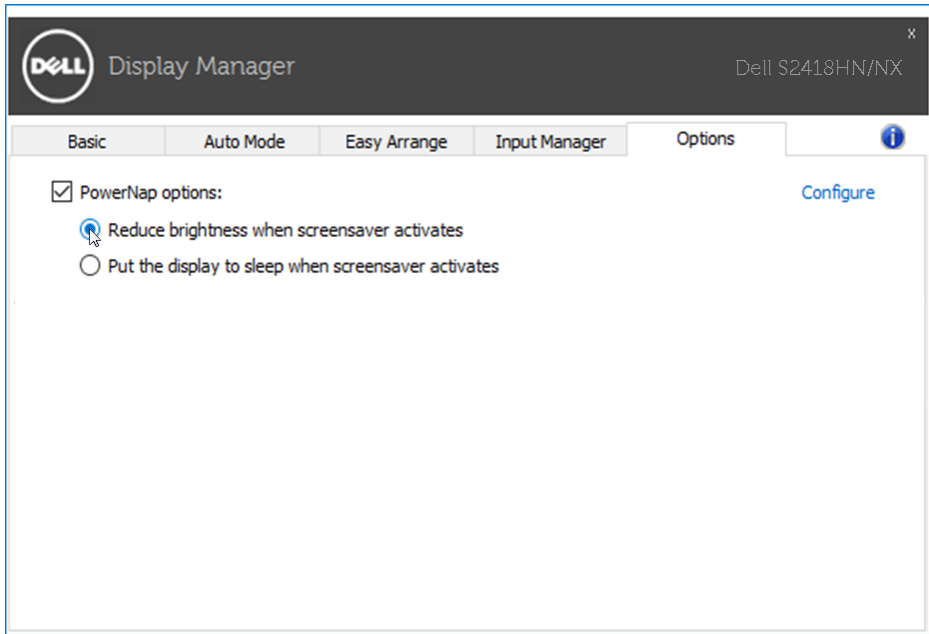 X
DELL Display Manager
Dell S2418HN/NX
Basic Auto Mode Easy Arrange Input Manager Options i
PowerNap options: Configure
Reduce brightness when screensaver activates
Put the display to sleep when screensaver activates